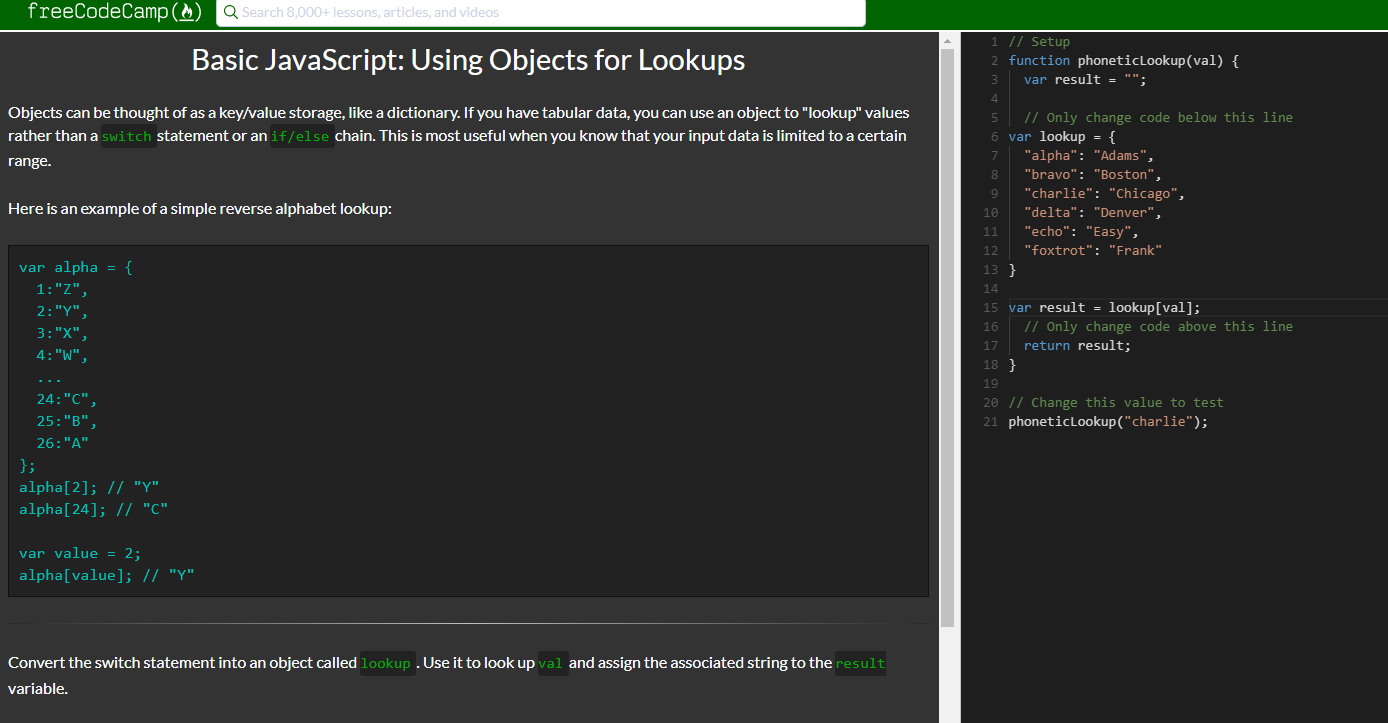 freeCodeCamp
Search 8,000+ lessons, articles, and videos
Basic JavaScript: Using Objects for Lookups
Objects can be thought of as a key/value storage, like a dictionary. If you have tabular data, you can use an object to "lookup" values
rather than a switch statement or an if/else chain. This is most useful when you know that your input data is limited to a certain
range.
Here is an example of a simple reverse alphabet lookup:
var alpha = {
  1:"Z",
  2:"Y",
  3:"X",
  4:"W",
  ...
  24:"C",
  25:"B",
  26:"A"
};
alpha[2]; // "Y"
alpha[24]; // "C"
var value = 2;
alpha[value]; // "Y"
Convert the switch statement into an object called lookup . Use it to look up val and assign the associated string to the result
variable.
1 // Setup
2 function phoneticLookup(val) {
3   var result = "";
4
5   // Only change code below this line
6 var lookup = {
7   "alpha": "Adams",
8   "bravo": "Boston",
9   "charlie": "Chicago",
10   "delta": "Denver",
11   "echo": "Easy",
12   "foxtrot": "Frank"
13 }
14
15 var result = lookup[val];
16   // Only change code above this line
17   return result;
18 }
19
20 // Change this value to test
21 phoneticLookup("charlie");